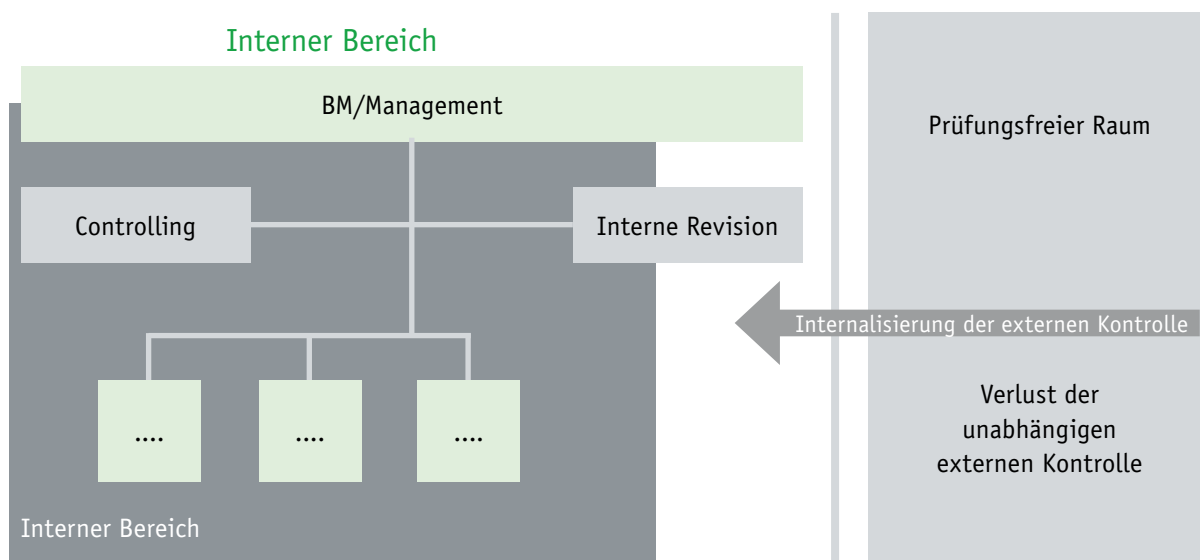 Interner Bereich
BM/Management
Prüfungsfreier Raum
Controlling
Interne Revision
Internalisierung der externen Kontrolle
....
....
....
Verlust der
unabhängigen
externen Kontrolle
Interner Bereich